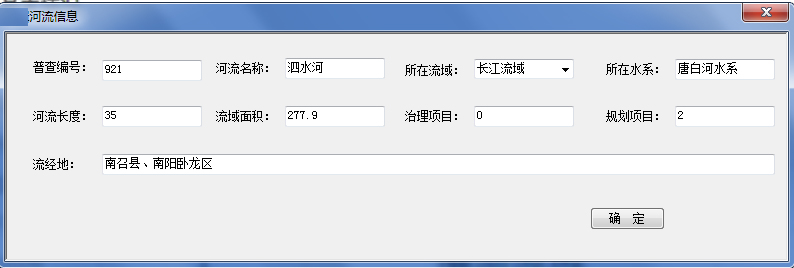 河流信息
普查编号: 921 河流名称: 泗水河 所在流域: 长江流域 所在水系: 唐白河水系
河流长度: 35 流域面积: 277.9 治理项目: 0 规划项目: 2
流经地: 南召县、南阳卧龙区
确 定